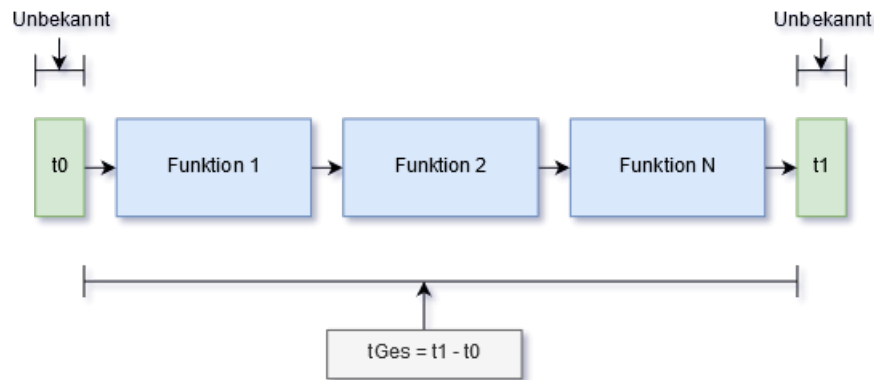 Unbekannt
Unbekannt
t0
Funktion 1
Funktion 2
Funktion N
t1
tGes = t1 - t0